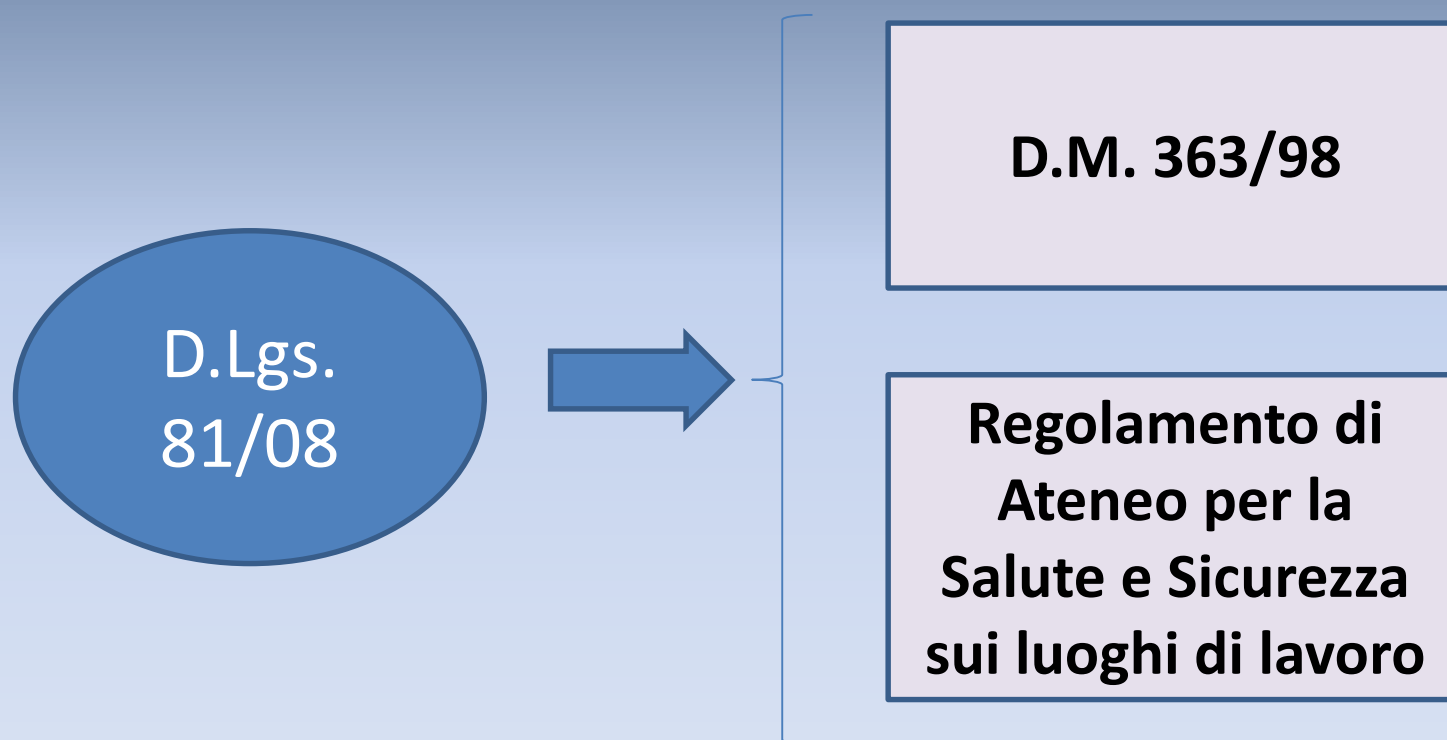 D.Lgs.
81/08
D.M. 363/98
Regolamento di
Ateneo per la
Salute e Sicurezza
sui luoghi di lavoro